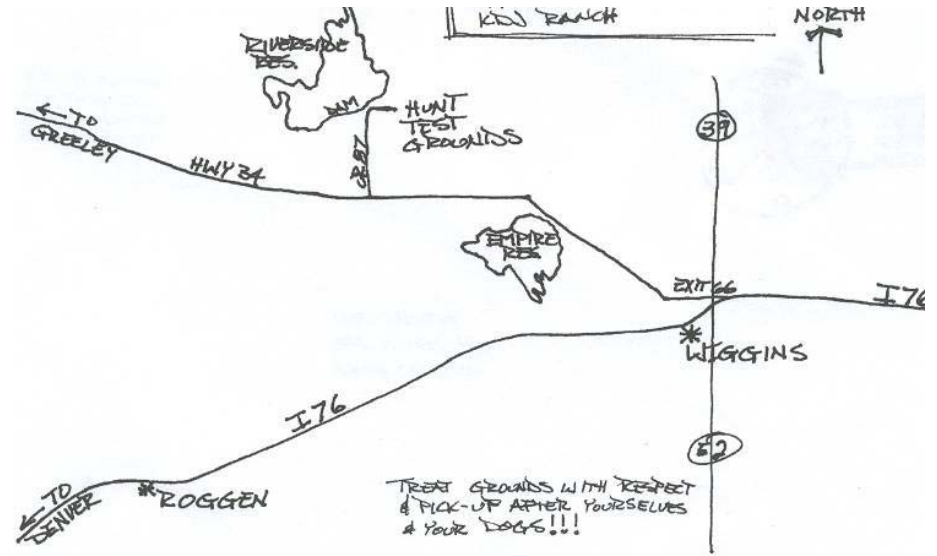 KDJ RANCH
NORTH
RIVERSIDE
RES.
DAM
HUNT
TEST
GROUNDS
← TO
GREELEY
HWY 34
CR 87
39
EMPIRE
RES
EXIT 66
I 76
* WIGGINS
I 76
52
← TO
DENVER
* ROGGEN
TREAT GROUNDS WITH RESPECT
& PICK-UP AFTER YOURSELVES
& YOUR DOGS!!!